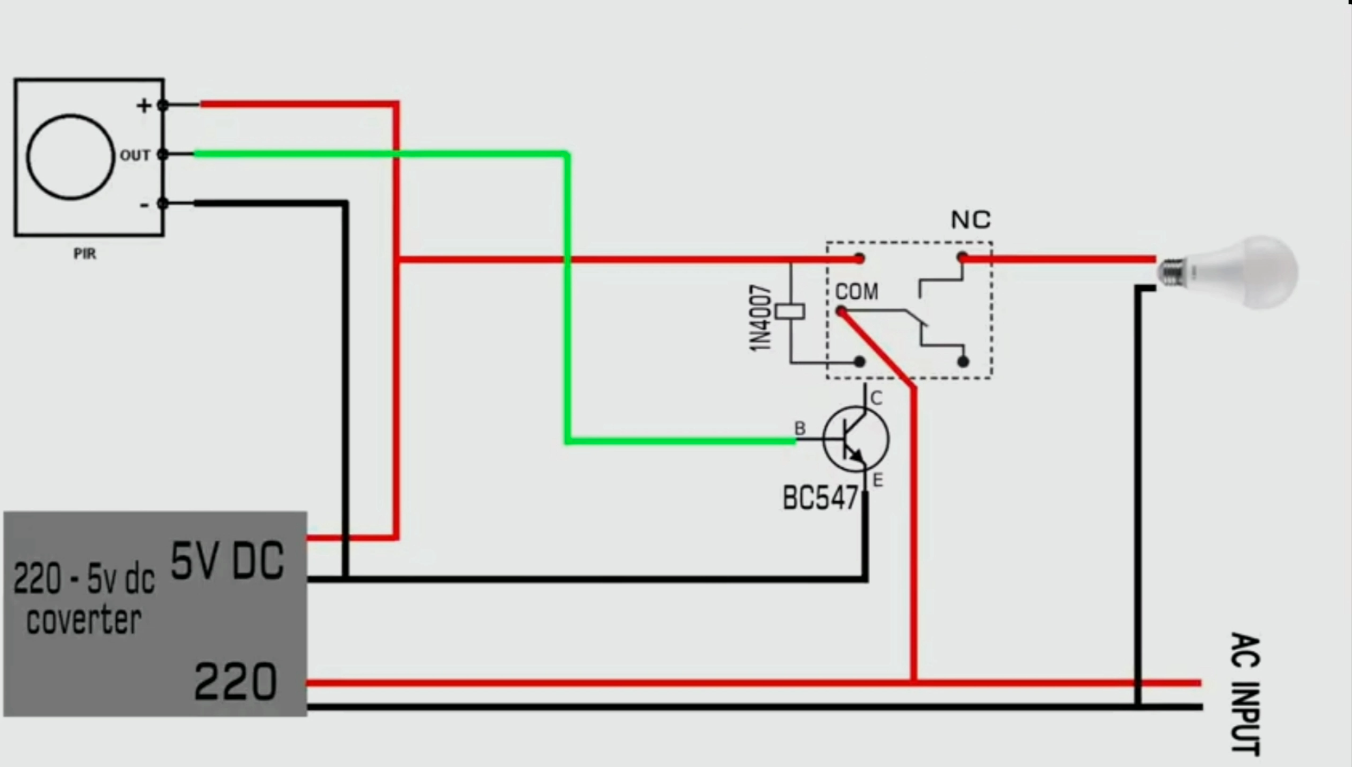 +
OUT
-
PIR
NC
COM
1N4007
C
B
E
BC547
5V DC
220 - 5v dc
coverter
220
AC INPUT